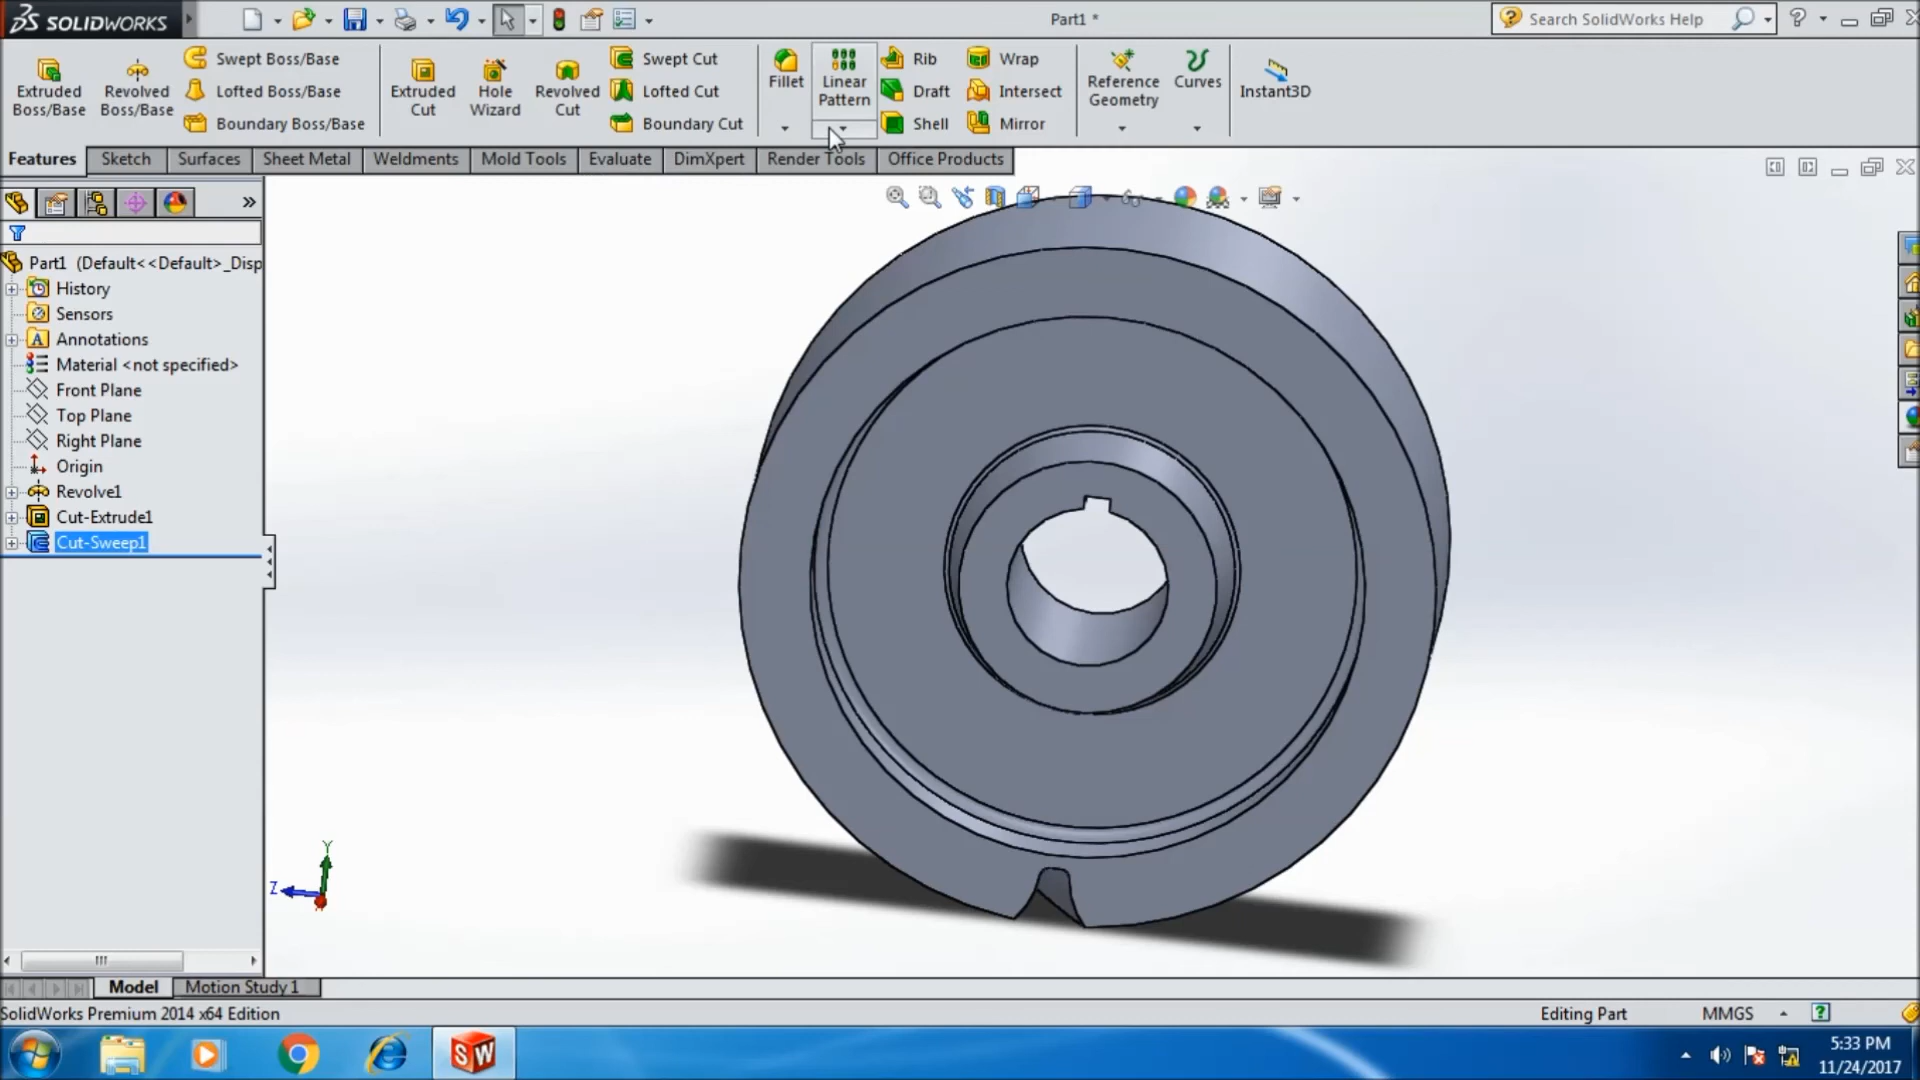 SOLIDWORKS
Part1 *
Search SolidWorks Help
Extruded
Boss/Base
Revolved
Boss/Base
Swept Boss/Base
Lofted Boss/Base
Boundary Boss/Base
Extruded
Cut
Hole
Wizard
Revolved
Cut
Swept Cut
Lofted Cut
Boundary Cut
Fillet
Linear
Pattern
Rib
Draft
Shell
Wrap
Intersect
Mirror
Reference
Geometry
Curves
Instant3D
Features
Sketch
Surfaces
Sheet Metal
Weldments
Mold Tools
Evaluate
DimXpert
Render Tools
Office Products
Part1 (Default<<Default>_Disp
History
Sensors
Annotations
Material <not specified>
Front Plane
Top Plane
Right Plane
Origin
Revolve1
Cut-Extrude1
Cut-Sweep1
Y
Z
Model
Motion Study 1
SolidWorks Premium 2014 x64 Edition
Editing Part
MMGS
5:33 PM
11/24/2017